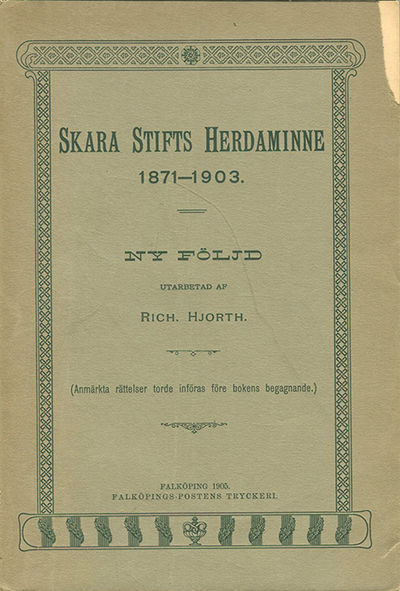 SKARA STIFTS HERDAMINNE
1871—1903.
NY FÖLJD
UTARBETAD AF
RICH. HJORTH.
(Anmärkta rättelser torde införas före bokens begagnande.)
FALKÖPING 1905.
FALKÖPINGS-POSTENS TRYCKERI.